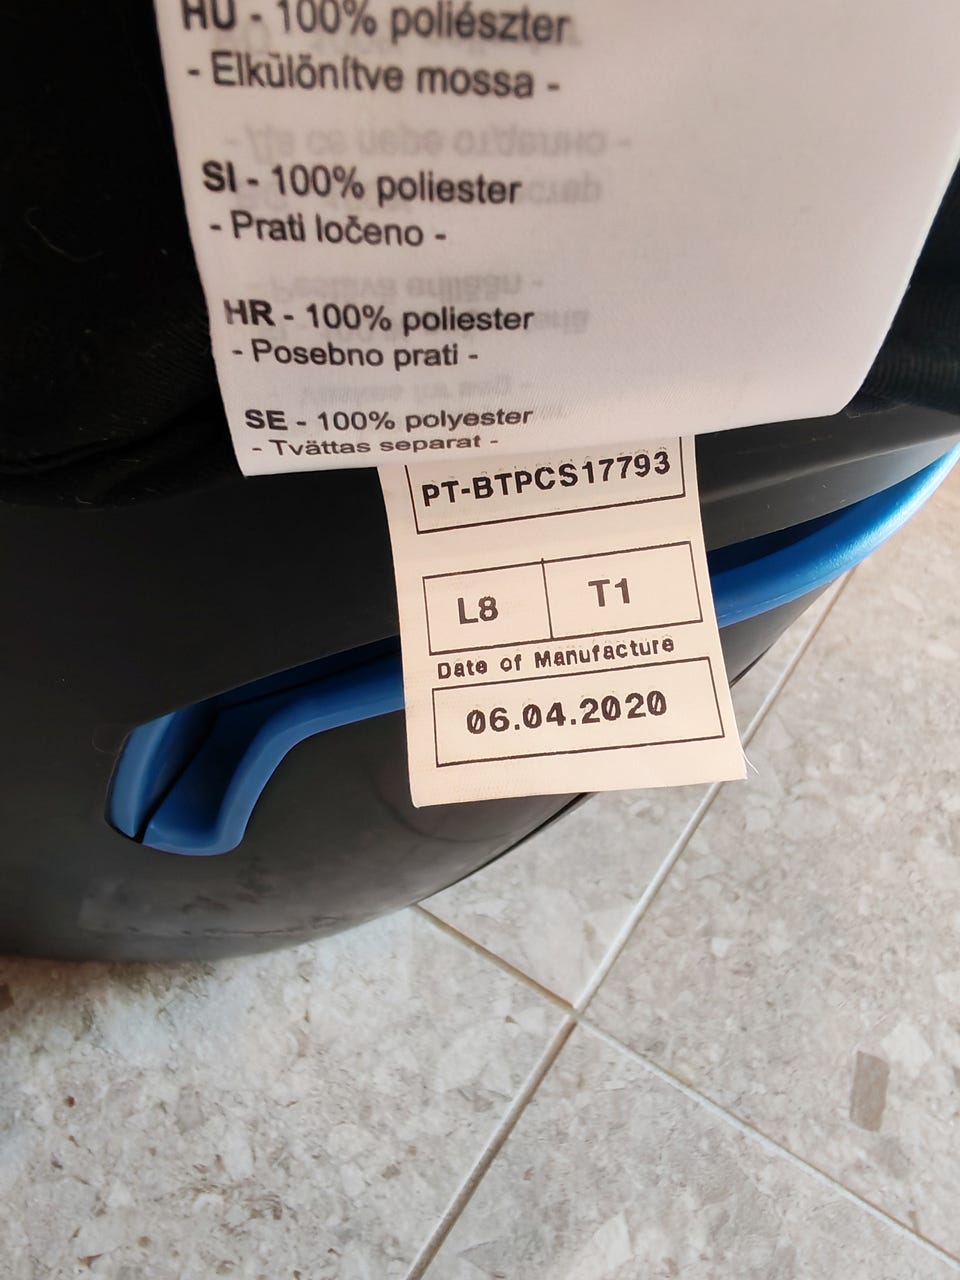 HU - 100% poliészter
- Elkülönítve mossa -
SI - 100% poliester
- Prati ločeno -
HR - 100% poliester
- Posebno prati -
SE - 100% polyester
- Tvättas separat -
PT-BTPCS17793
L8 T1
Date of Manufacture
06.04.2020